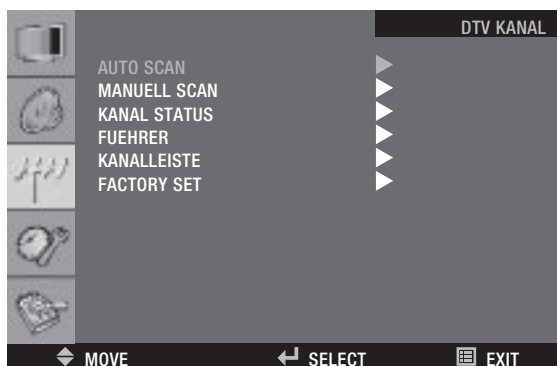 DTV KANAL
AUTO SCAN
MANUELL SCAN
KANAL STATUS
FUEHRER
KANALLEISTE
FACTORY SET
MOVE SELECT EXIT